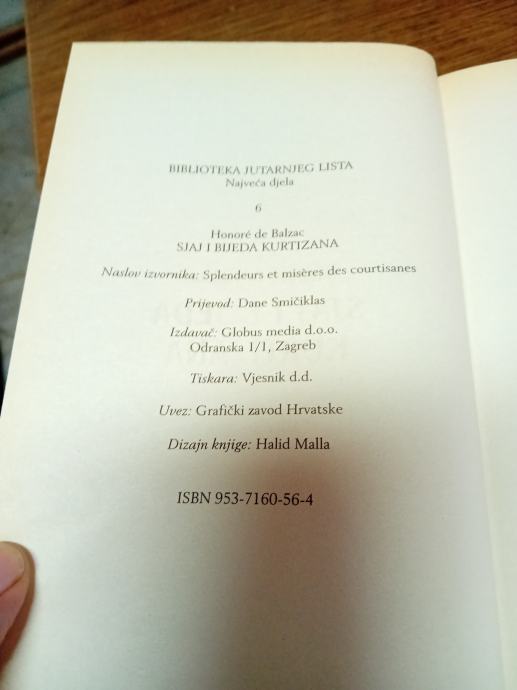 BIBLIOTEKA JUTARNJEG LISTA
Najveća djela
6
Honoré de Balzac
SJAJ I BIJEDA KURTIZANA
Naslov izvornika: Splendeurs et misères des courtisanes
Prijevod: Dane Smičiklas
Izdavač: Globus media d.o.o.
Odranska 1/1, Zagreb
Tiskara: Vjesnik d.d.
Uvez: Grafički zavod Hrvatske
Dizajn knjige: Halid Malla
ISBN 953-7160-56-4